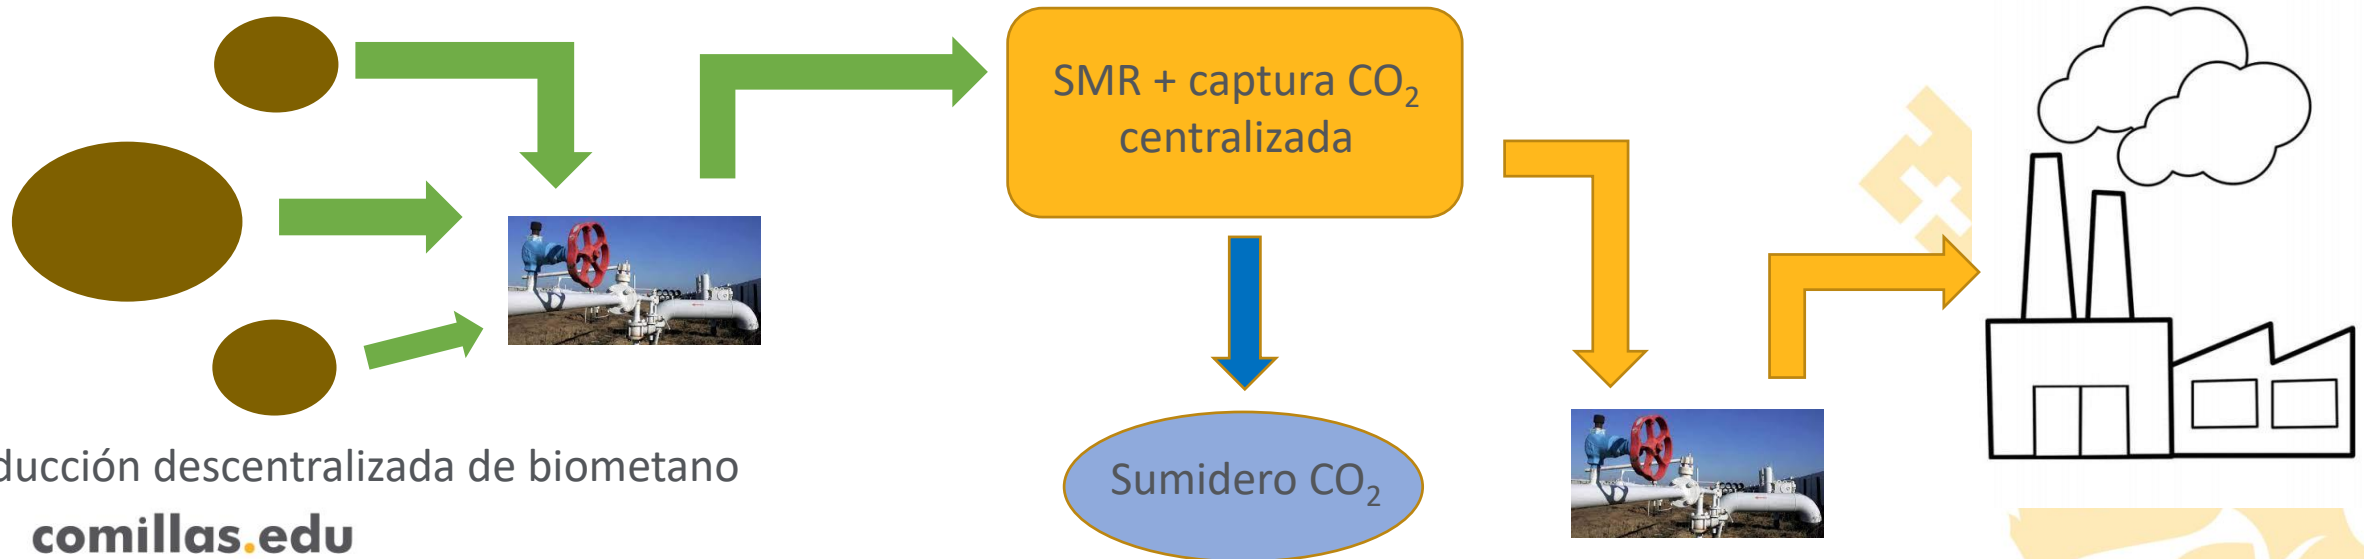 SMR + captura CO₂
centralizada
Sumidero CO₂
ducción descentralizada de biometano
comillas.edu